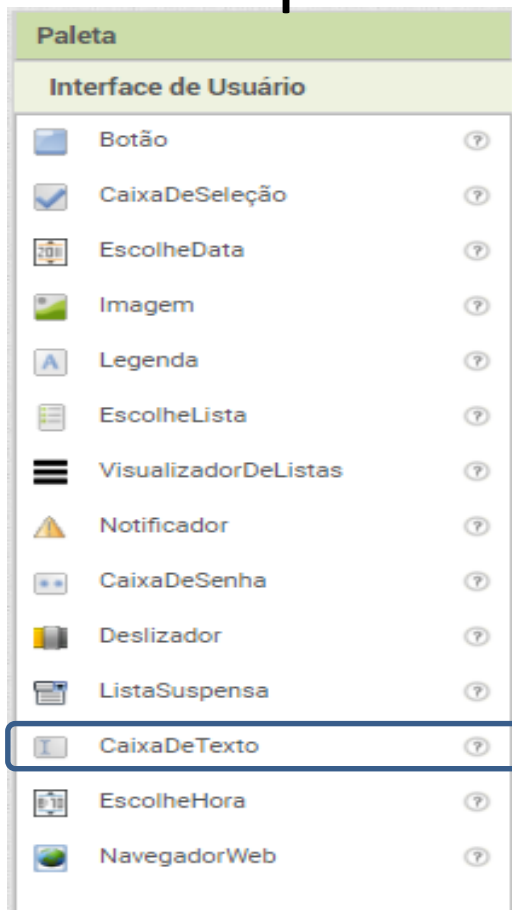 Paleta
Interface de Usuário
Botão
CaixaDeSeleção
EscolheData
Imagem
Legenda
EscolheLista
VisualizadorDeListas
Notificador
CaixaDeSenha
Deslizador
ListaSuspensa
CaixaDeTexto
EscolheHora
NavegadorWeb